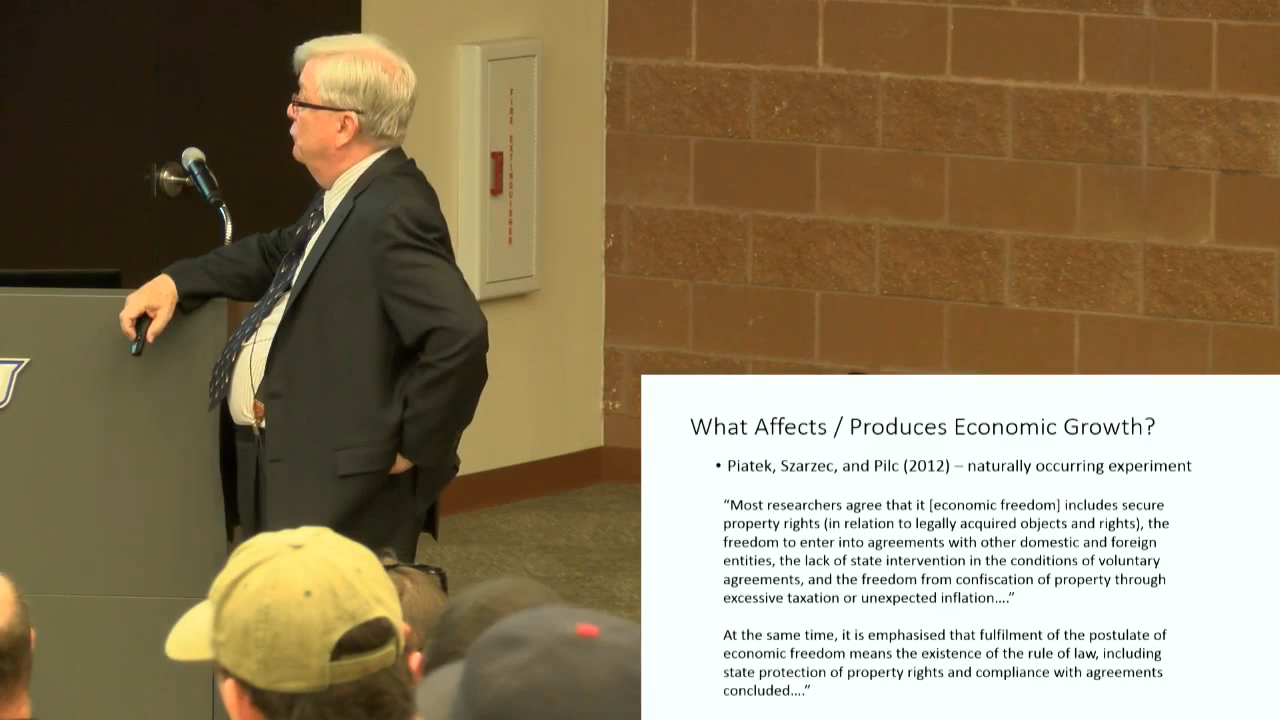 FIRE EXTINGUISHER
What Affects / Produces Economic Growth?
• Piatek, Szarzec, and Pilc (2012) – naturally occurring experiment
“Most researchers agree that it [economic freedom] includes secure
property rights (in relation to legally acquired objects and rights), the
freedom to enter into agreements with other domestic and foreign
entities, the lack of state intervention in the conditions of voluntary
agreements, and the freedom from confiscation of property through
excessive taxation or unexpected inflation....”
At the same time, it is emphasised that fulfilment of the postulate of
economic freedom means the existence of the rule of law, including
state protection of property rights and compliance with agreements
concluded....”